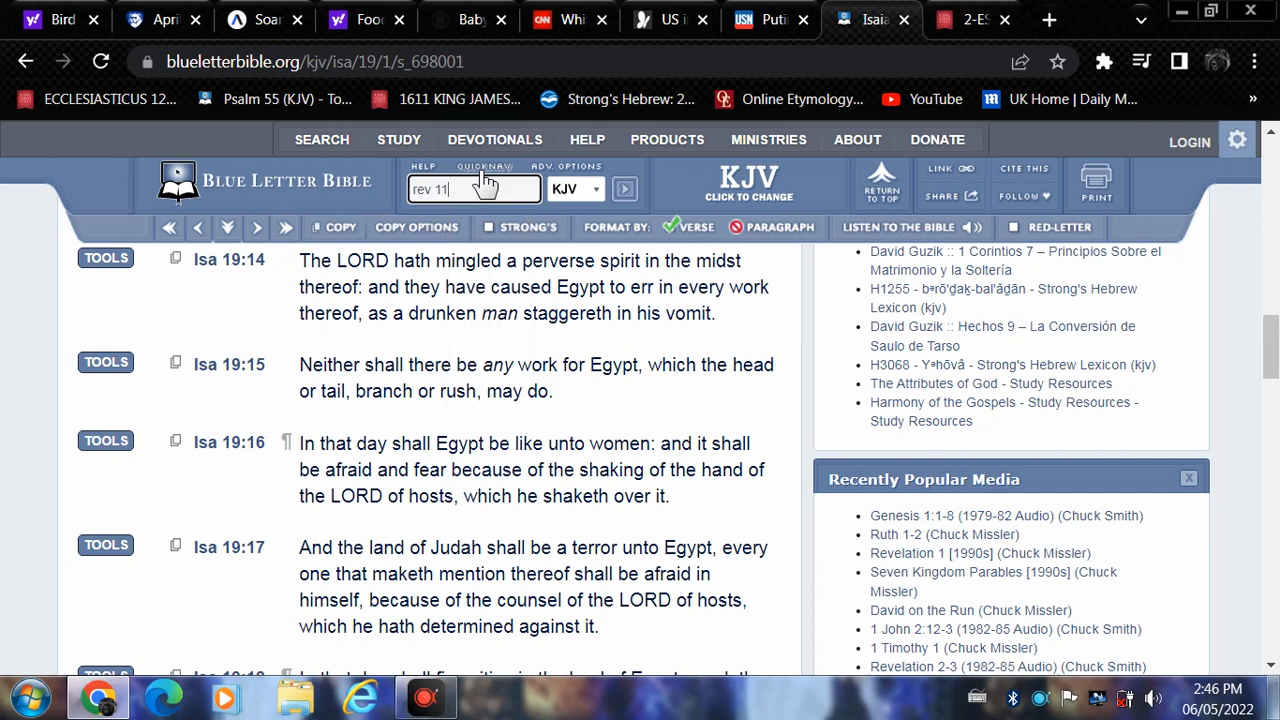 Bird
April
Soar
Food
Bab
Whi
US i
Puti
Isaia
2-ES
blueletterbible.org/kjv/isa/19/1/s_698001
ECCLESIASTICUS 12...
Psalm 55 (KJV) - To...
1611 KING JAMES...
Strong's Hebrew: 2...
Online Etymology...
YouTube
UK Home | Daily M...
»
SEARCH
STUDY
DEVOTIONALS
HELP
PRODUCTS
MINISTRIES
ABOUT
DONATE
LOGIN
BLUE LETTER BIBLE
HELP
QUICKNAV
ADV. OPTIONS
rev 11
KJV
KJV
CLICK TO CHANGE
RETURN
TO TOP
LINK
CITE THIS
SHARE
FOLLOW
PRINT
COPY
COPY OPTIONS
STRONG'S
FORMAT BY:
VERSE
PARAGRAPH
LISTEN TO THE BIBLE
RED-LETTER
TOOLS
Isa 19:14
The LORD hath mingled a perverse spirit in the midst
thereof: and they have caused Egypt to err in every work
thereof, as a drunken man staggereth in his vomit.
TOOLS
Isa 19:15
Neither shall there be any work for Egypt, which the head
or tail, branch or rush, may do.
TOOLS
Isa 19:16
¶
In that day shall Egypt be like unto women: and it shall
be afraid and fear because of the shaking of the hand of
the LORD of hosts, which he shaketh over it.
TOOLS
Isa 19:17
And the land of Judah shall be a terror unto Egypt, every
one that maketh mention thereof shall be afraid in
himself, because of the counsel of the LORD of hosts,
which he hath determined against it.
David Guzik :: 1 Corintios 7 – Principios Sobre el
Matrimonio y la Soltería
H1255 - bᵊrō'ḏaḵ-bal'ăḏān - Strong's Hebrew
Lexicon (kjv)
David Guzik :: Hechos 9 – La Conversión de
Saulo de Tarso
H3068 - Yᵊhōvâ - Strong's Hebrew Lexicon (kjv)
The Attributes of God - Study Resources
Harmony of the Gospels - Study Resources -
Study Resources
Recently Popular Media
Genesis 1:1-8 (1979-82 Audio) (Chuck Smith)
Ruth 1-2 (Chuck Missler)
Revelation 1 [1990s] (Chuck Missler)
Seven Kingdom Parables [1990s] (Chuck
Missler)
David on the Run (Chuck Missler)
1 John 2:12-3 (1982-85 Audio) (Chuck Smith)
1 Timothy 1 (Chuck Missler)
Revelation 2-3 (1982-85 Audio) (Chuck Smith)
2:46 PM
06/05/2022